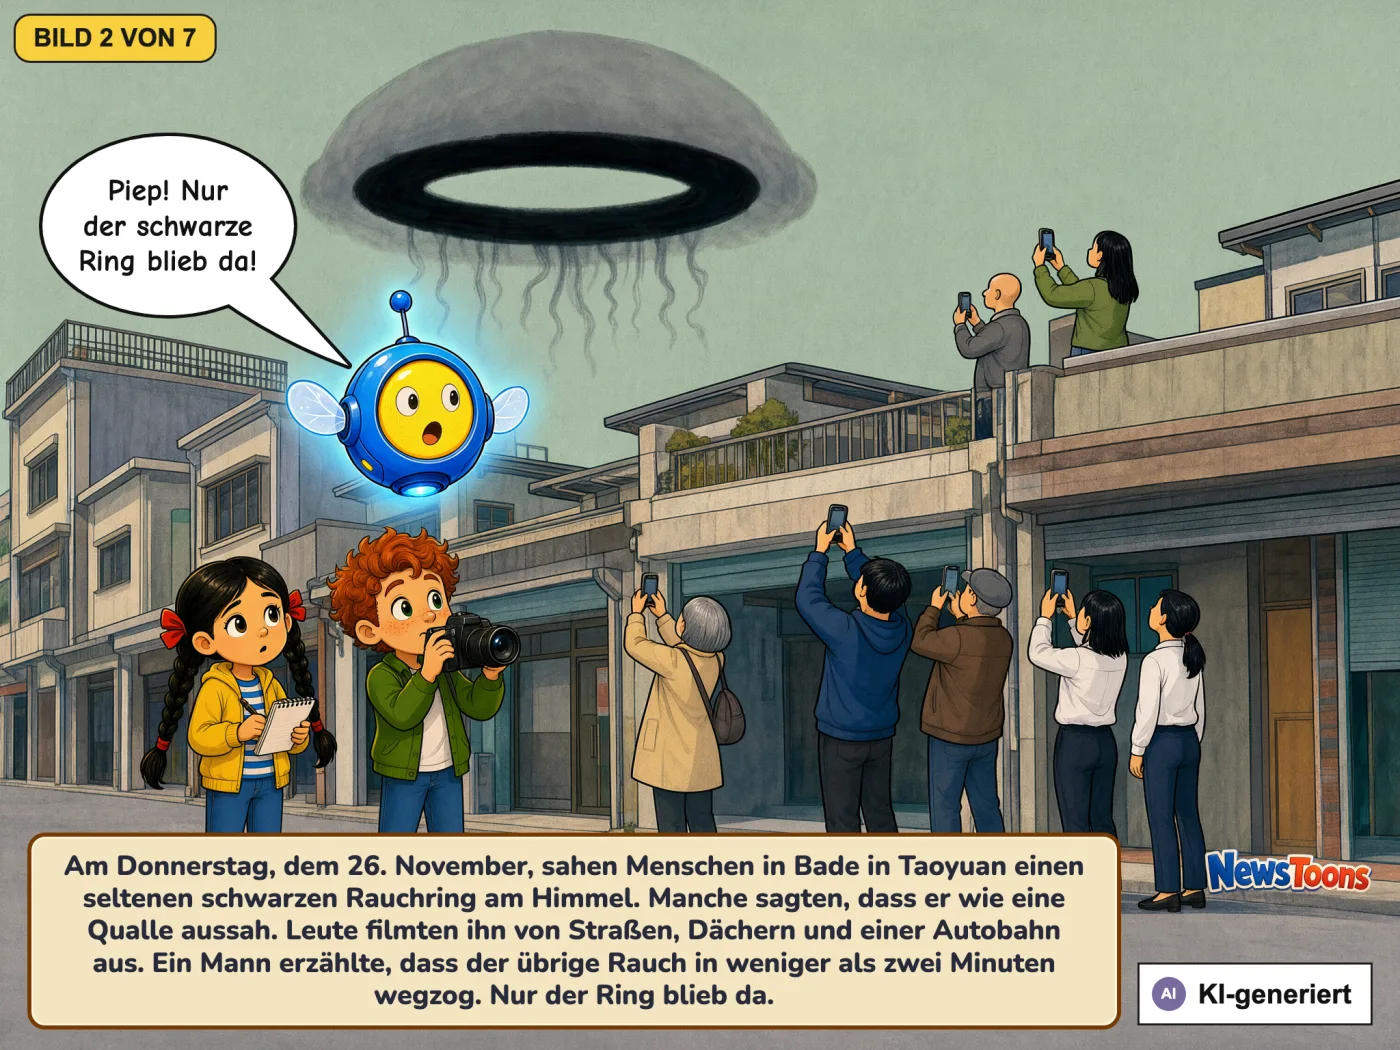 BILD 2 VON 7
Piep! Nur
der schwarze
Ring blieb da!
Am Donnerstag, dem 26. November, sahen Menschen in Bade in Taoyuan einen
seltenen schwarzen Rauchring am Himmel. Manche sagten, dass er wie eine
Qualle aussah. Leute filmten ihn von Straßen, Dächern und einer Autobahn
aus. Ein Mann erzählte, dass der übrige Rauch in weniger als zwei Minuten
wegzog. Nur der Ring blieb da.
NewsToons
AI KI-generiert